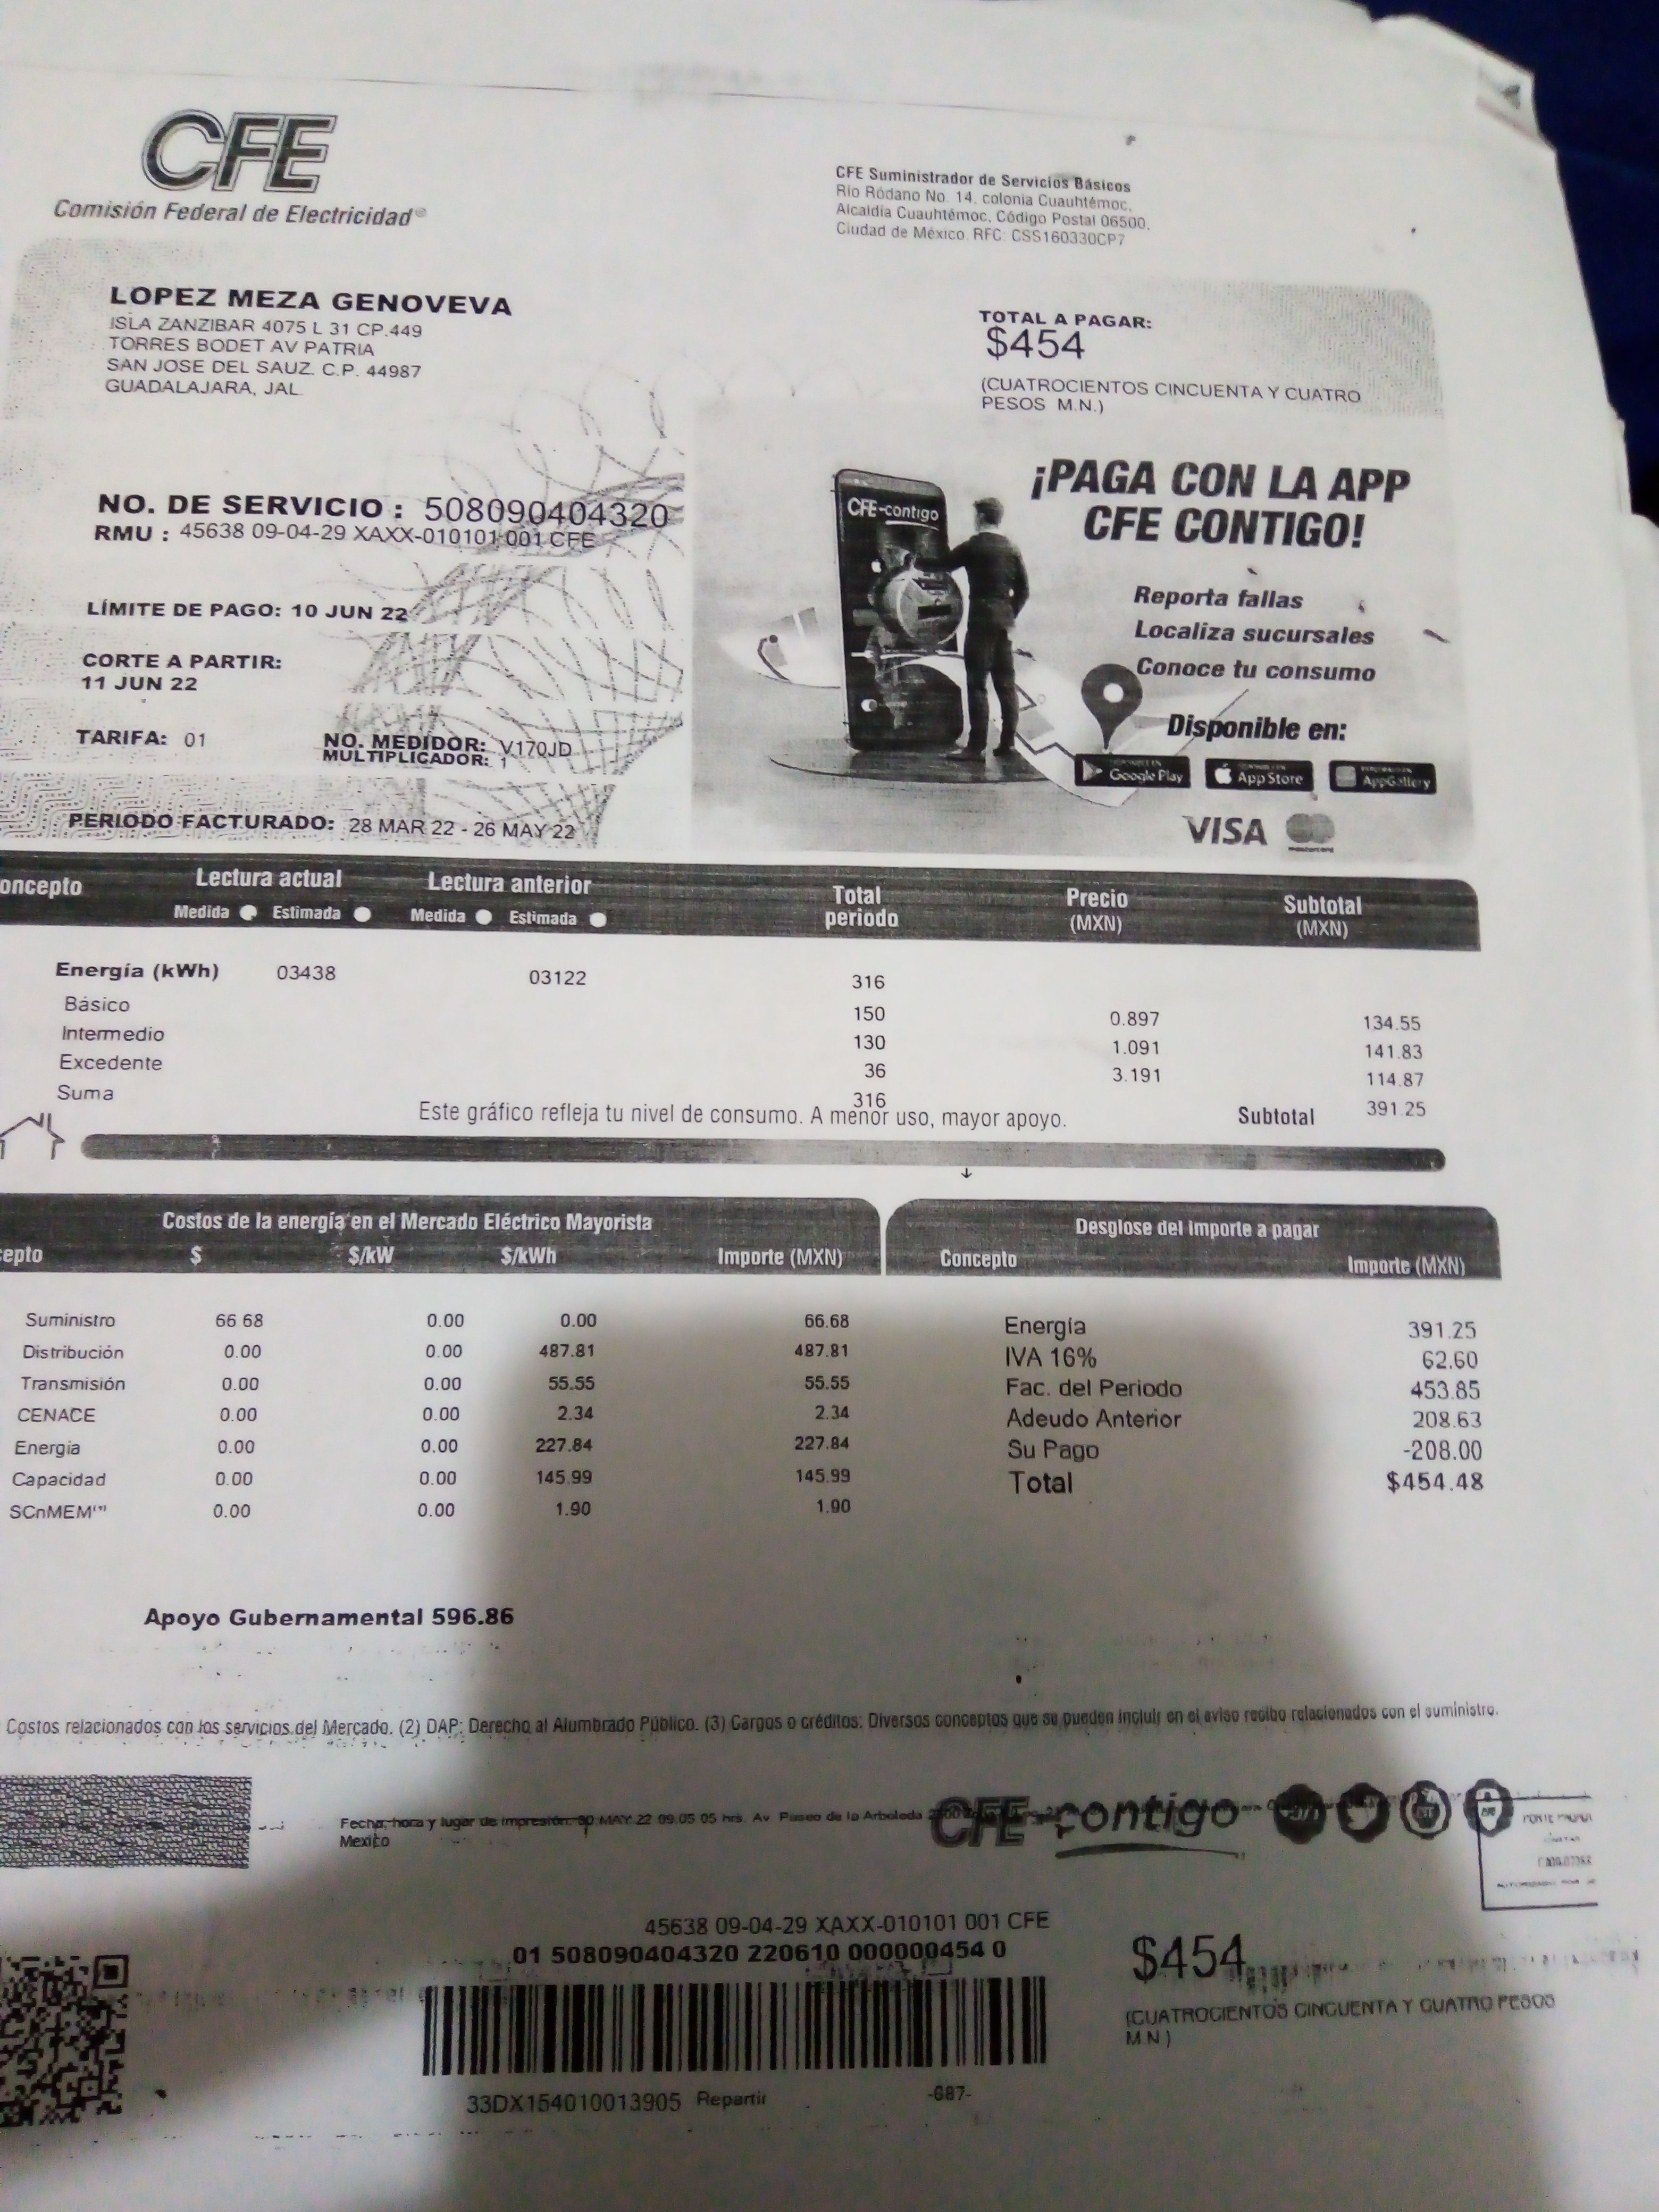 CFE
Comisión Federal de Electricidad®
CFE Suministrador de Servicios Básicos
Río Ródano No. 14, colonia Cuauhtémoc,
Alcaldía Cuauhtémoc, Código Postal 06500,
Ciudad de México. RFC: CSS160330CP7
LOPEZ MEZA GENOVEVA
ISLA ZANZIBAR 4075 L 31 CP.449
TORRES BODET AV PATRIA
SAN JOSE DEL SAUZ. C.P. 44987
GUADALAJARA, JAL.
TOTAL A PAGAR:
$454
(CUATROCIENTOS CINCUENTA Y CUATRO
PESOS M.N.)
NO. DE SERVICIO : 508090404320
RMU : 45638 09-04-29 XAXX-010101 001 CFE
LÍMITE DE PAGO: 10 JUN 22
CORTE A PARTIR:
11 JUN 22
TARIFA: 01
NO. MEDIDOR: V170JD
MULTIPLICADOR: 1
PERIODO FACTURADO: 28 MAR 22 - 26 MAY 22
CFE-contigo
¡PAGA CON LA APP
CFE CONTIGO!
Reporta fallas
Localiza sucursales
Conoce tu consumo
Disponible en:
Google Play App Store AppGallery
VISA
oncepto Lectura actual Lectura anterior Total periodo Precio (MXN) Subtotal (MXN)
Medida Estimada Medida Estimada
Energía (kWh) 03438 03122 316
Básico 150 0.897 134.55
Intermedio 130 1.091 141.83
Excedente 36 3.191 114.87
Suma 316 391.25
Este gráfico refleja tu nivel de consumo. A menor uso, mayor apoyo. Subtotal
Costos de la energía en el Mercado Eléctrico Mayorista
cepto $ $/kW $/kWh Importe (MXN)
Suministro 66 68 0.00 0.00 66.68
Distribución 0.00 0.00 487.81 487.81
Transmisión 0.00 0.00 55.55 55.55
CENACE 0.00 0.00 2.34 2.34
Energía 0.00 0.00 227.84 227.84
Capacidad 0.00 0.00 145.99 145.99
SCnMEM 0.00 0.00 1.90 1.90
Desglose del importe a pagar
Concepto Importe (MXN)
Energía 391.25
IVA 16% 62.60
Fac. del Periodo 453.85
Adeudo Anterior 208.63
Su Pago -208.00
Total $454.48
Apoyo Gubernamental 596.86
Costos relacionados con los servicios del Mercado. (2) DAP: Derecho al Alumbrado Público. (3) Cargos o créditos: Diversos conceptos que se pueden incluir en el aviso recibo relacionados con el suministro.
Fecha, hora y lugar de impresión: 30 MAY 22 09:05 05 hrs. Av. Paseo de la Arboleda
Mexico
CFE-contigo
45638 09-04-29 XAXX-010101 001 CFE
01 508090404320 220610 000000454 0
33DX154010013905 Repartir -687-
$454
(CUATROCIENTOS CINCUENTA Y CUATRO PESOS
M.N.)